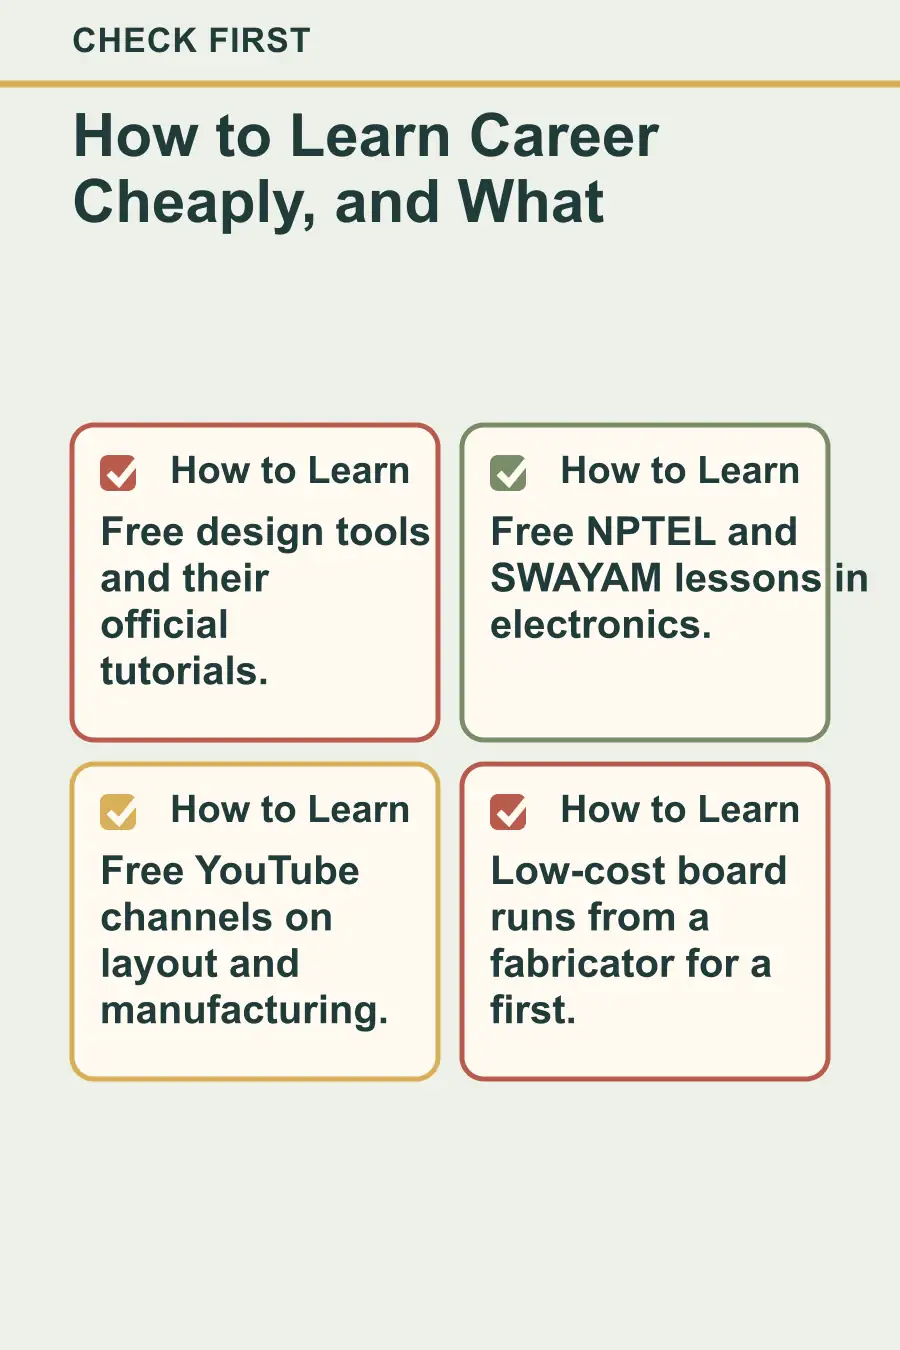 CHECK FIRST
How to Learn Career
Cheaply, and What
How to Learn
Free design tools
and their
official
tutorials.
How to Learn
Free NPTEL and
SWAYAM lessons in
electronics.
How to Learn
Free YouTube
channels on
layout and
manufacturing.
How to Learn
Low-cost board
runs from a
fabricator for a
first.